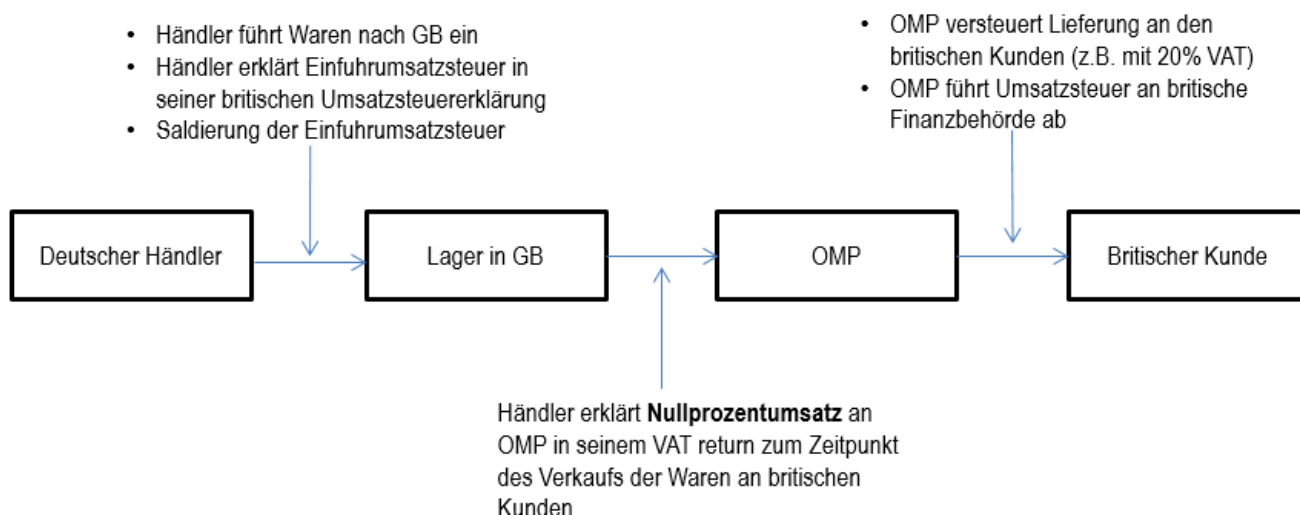 • Händler führt Waren nach GB ein
• Händler erklärt Einfuhrumsatzsteuer in
seiner britischen Umsatzsteuererklärung
• Saldierung der Einfuhrumsatzsteuer
• OMP versteuert Lieferung an den
britischen Kunden (z.B. mit 20% VAT)
• OMP führt Umsatzsteuer an britische
Finanzbehörde ab
Deutscher Händler
Lager in GB
OMP
Britischer Kunde
Händler erklärt Nullprozentumsatz an
OMP in seinem VAT return zum Zeitpunkt
des Verkaufs der Waren an britischen
Kunden